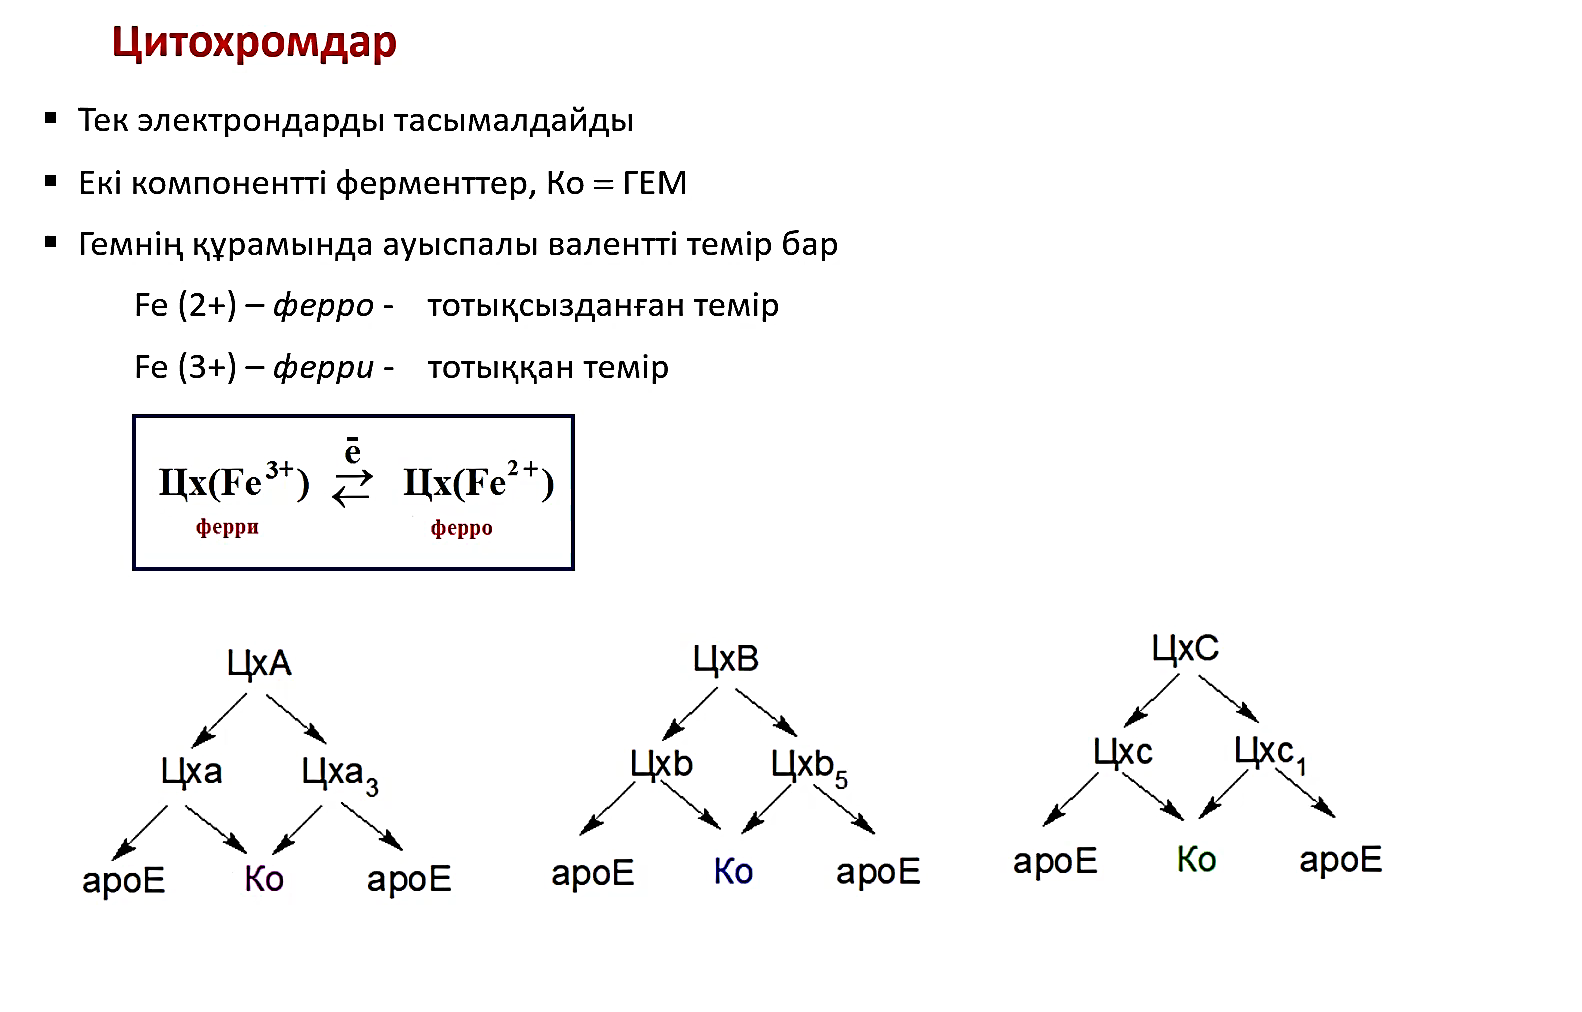 Цитохромдар
▪ Тек электрондарды тасымалдайды
▪ Екі компонентті ферменттер, Ко = ГЕМ
▪ Гемнің құрамында ауыспалы валентті темір бар
Fe (2+) – ферро - тотықсызданған темір
Fe (3+) – ферри - тотыққан темір
ē
Цх(Fe³⁺) ⇄ Цх(Fe²⁺)
ферри ферро
ЦхА ЦхВ ЦхС
Цха Цха₃ Цхb Цхb₅ Цхс Цхс₁
apoE Ко apoE apoE Ко apoE apoE Ко apoE